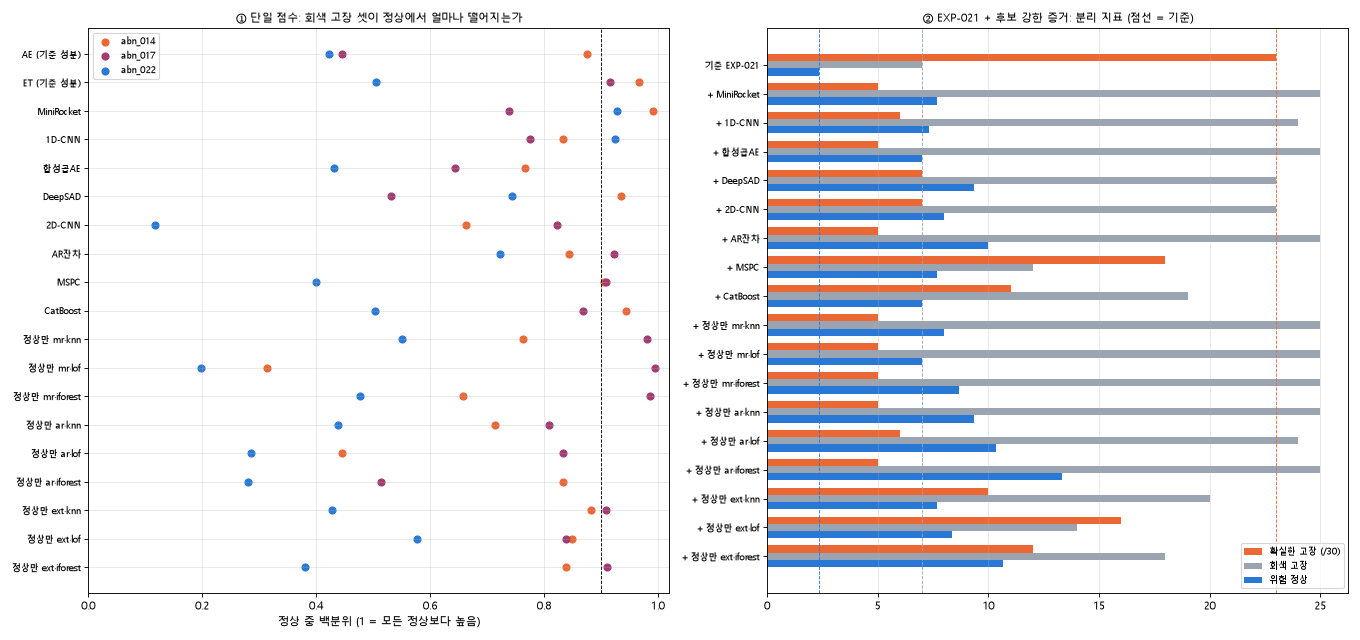 ① 단일 점수: 회색 고장 셋이 정상에서 얼마나 떨어지는가
abn_014
abn_017
abn_022
AE (기준 성분)
ET (기준 성분)
MiniRocket
1D-CNN
합성곱AE
DeepSAD
2D-CNN
AR잔차
MSPC
CatBoost
정상만 mr-knn
정상만 mr-lof
정상만 mr-iforest
정상만 ar-knn
정상만 ar-lof
정상만 ar-iforest
정상만 ext-knn
정상만 ext-lof
정상만 ext-iforest
0.0 0.2 0.4 0.6 0.8 1.0
정상 중 백분위 (1 = 모든 정상보다 높음)
② EXP-021 + 후보 강한 증거: 분리 지표 (점선 = 기준)
기준 EXP-021
+ MiniRocket
+ 1D-CNN
+ 합성곱AE
+ DeepSAD
+ 2D-CNN
+ AR잔차
+ MSPC
+ CatBoost
+ 정상만 mr-knn
+ 정상만 mr-lof
+ 정상만 mr-iforest
+ 정상만 ar-knn
+ 정상만 ar-lof
+ 정상만 ar-iforest
+ 정상만 ext-knn
+ 정상만 ext-lof
+ 정상만 ext-iforest
확실한 고장 (/30)
회색 고장
위험 정상
0 5 10 15 20 25